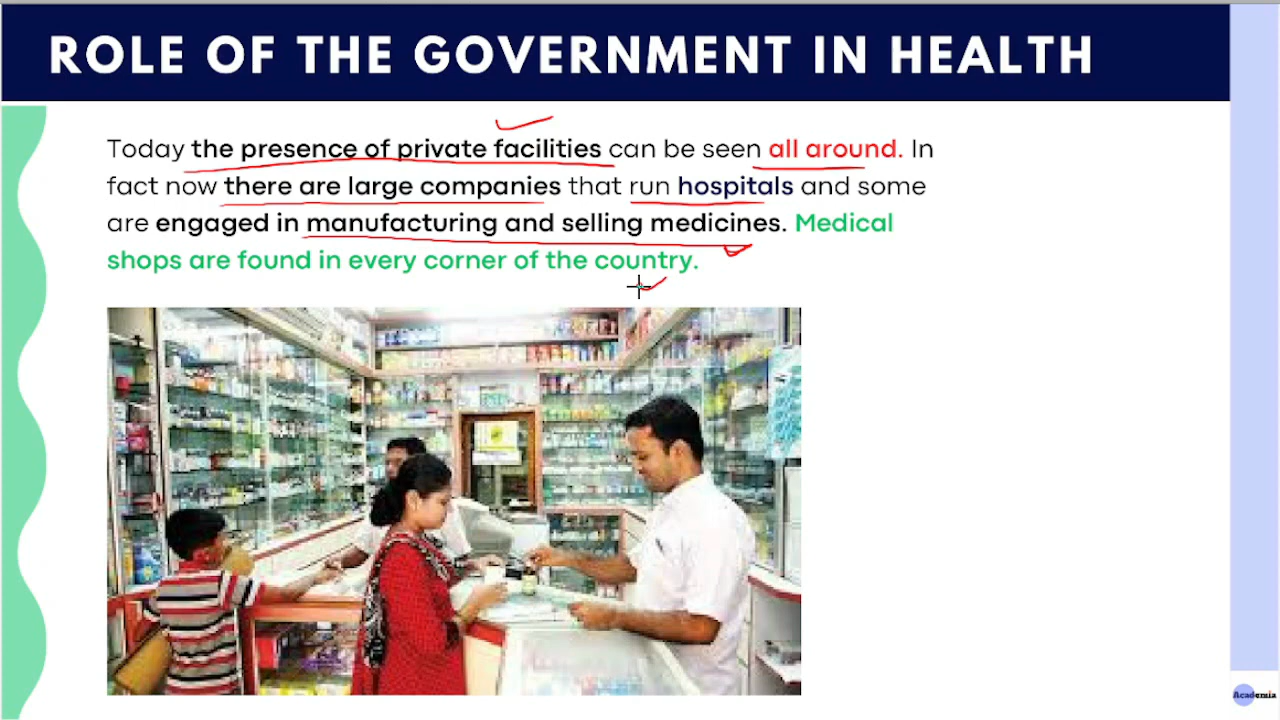 ROLE OF THE GOVERNMENT IN HEALTH
Today the presence of private facilities can be seen all around. In
fact now there are large companies that run hospitals and some
are engaged in manufacturing and selling medicines. Medical
shops are found in every corner of the country.
Academia